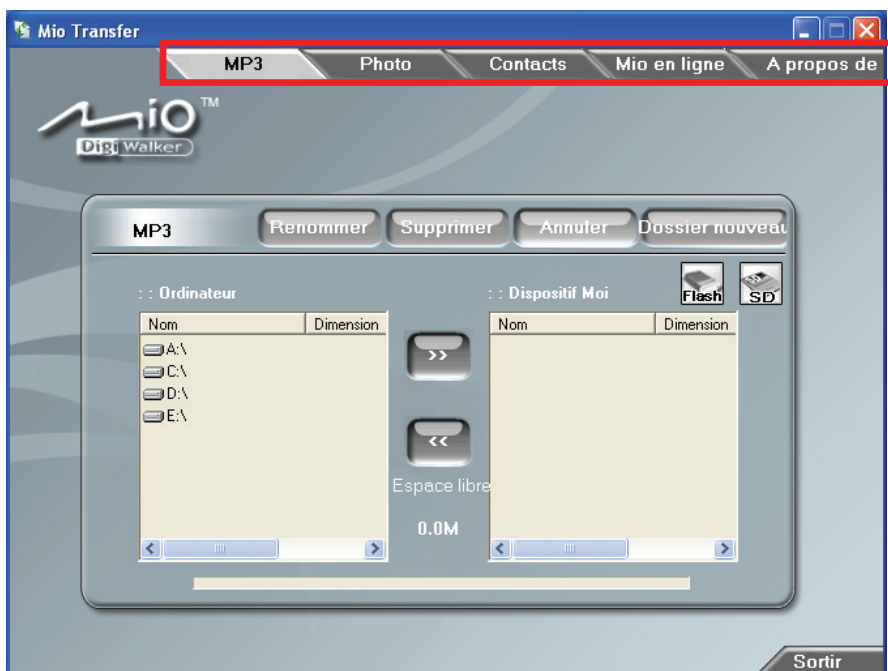 Mio Transfer
MP3 Photo Contacts Mio en ligne A propos de
Mio TM
Digi Walker
MP3 Renommer Supprimer Annuler Dossier nouveau
: : Ordinateur : : Dispositif Moi Flash SD
Nom Dimension Nom Dimension
A:\
>>
C:\
D:\
E:\
<<
Espace libre
0.0M
Sortir